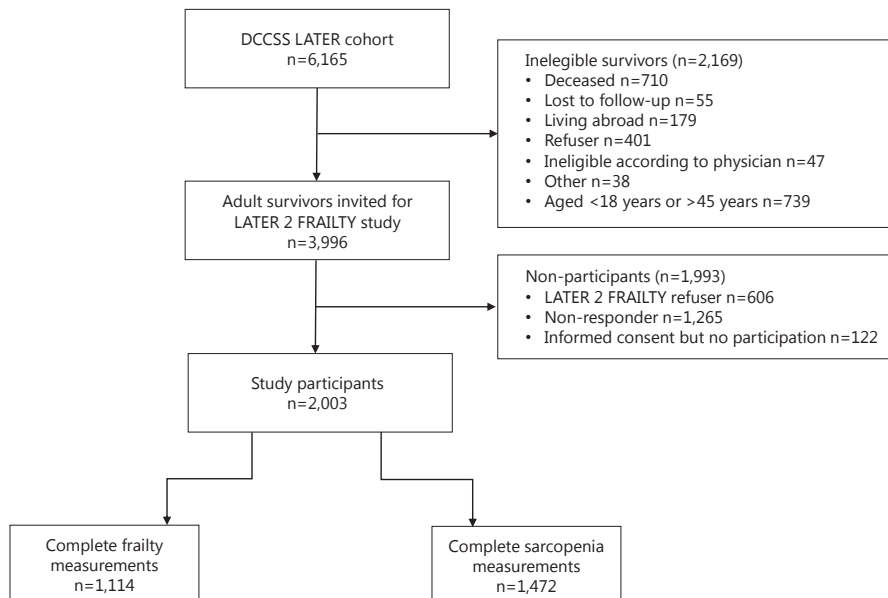 DCCSS LATER cohort
n=6,165
Inelegible survivors (n=2,169)
• Deceased n=710
• Lost to follow-up n=55
• Living abroad n=179
• Refuser n=401
• Ineligible according to physician n=47
• Other n=38
• Aged <18 years or >45 years n=739
Adult survivors invited for
LATER 2 FRAILTY study
n=3,996
Non-participants (n=1,993)
• LATER 2 FRAILTY refuser n=606
• Non-responder n=1,265
• Informed consent but no participation n=122
Study participants
n=2,003
Complete frailty
measurements
n=1,114
Complete sarcopenia
measurements
n=1,472